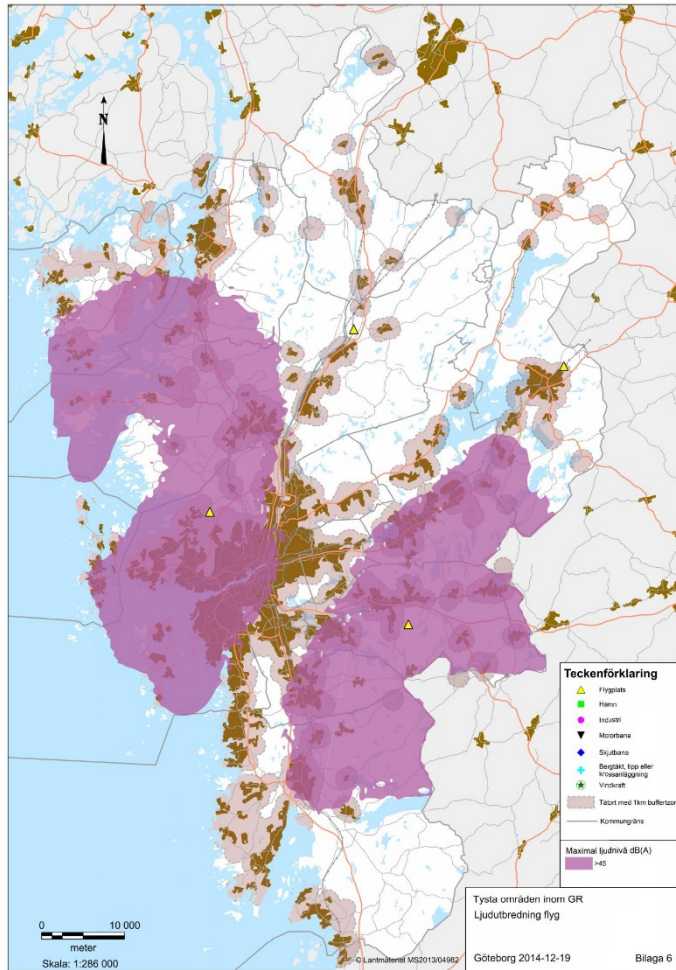 N
Teckenförklaring
Flygplats
Hamn
Industri
Motorbana
Skjutbana
Bergtäkt, tipp eller
krossanläggning
Vindkraft
Tätort med 1km buffertzon
Kommungräns
Maximal ljudnivå dB(A)
>45
Tysta områden inom GR
Ljudutbredning flyg
Göteborg 2014-12-19 Bilaga 6
0 10 000
meter
Skala: 1:286 000
© Lantmäteriet MS2013/04982